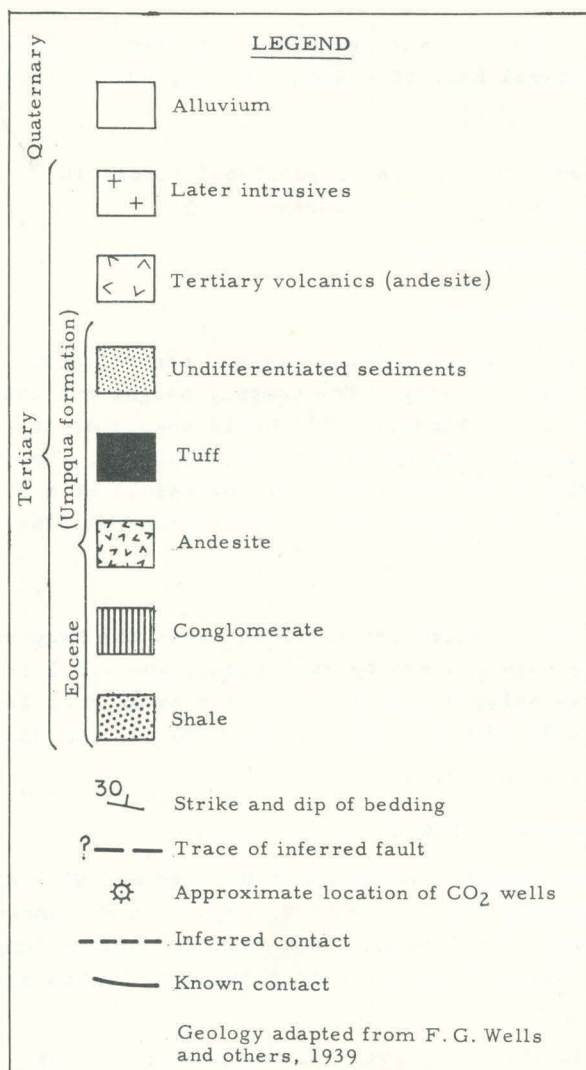 LEGEND
Quaternary
Alluvium
Tertiary
Later intrusives
Tertiary volcanics (andesite)
Eocene (Umpqua formation)
Undifferentiated sediments
Tuff
Andesite
Conglomerate
Shale
30 Strike and dip of bedding
? Trace of inferred fault
Approximate location of CO2 wells
Inferred contact
Known contact
Geology adapted from F. G. Wells
and others, 1939